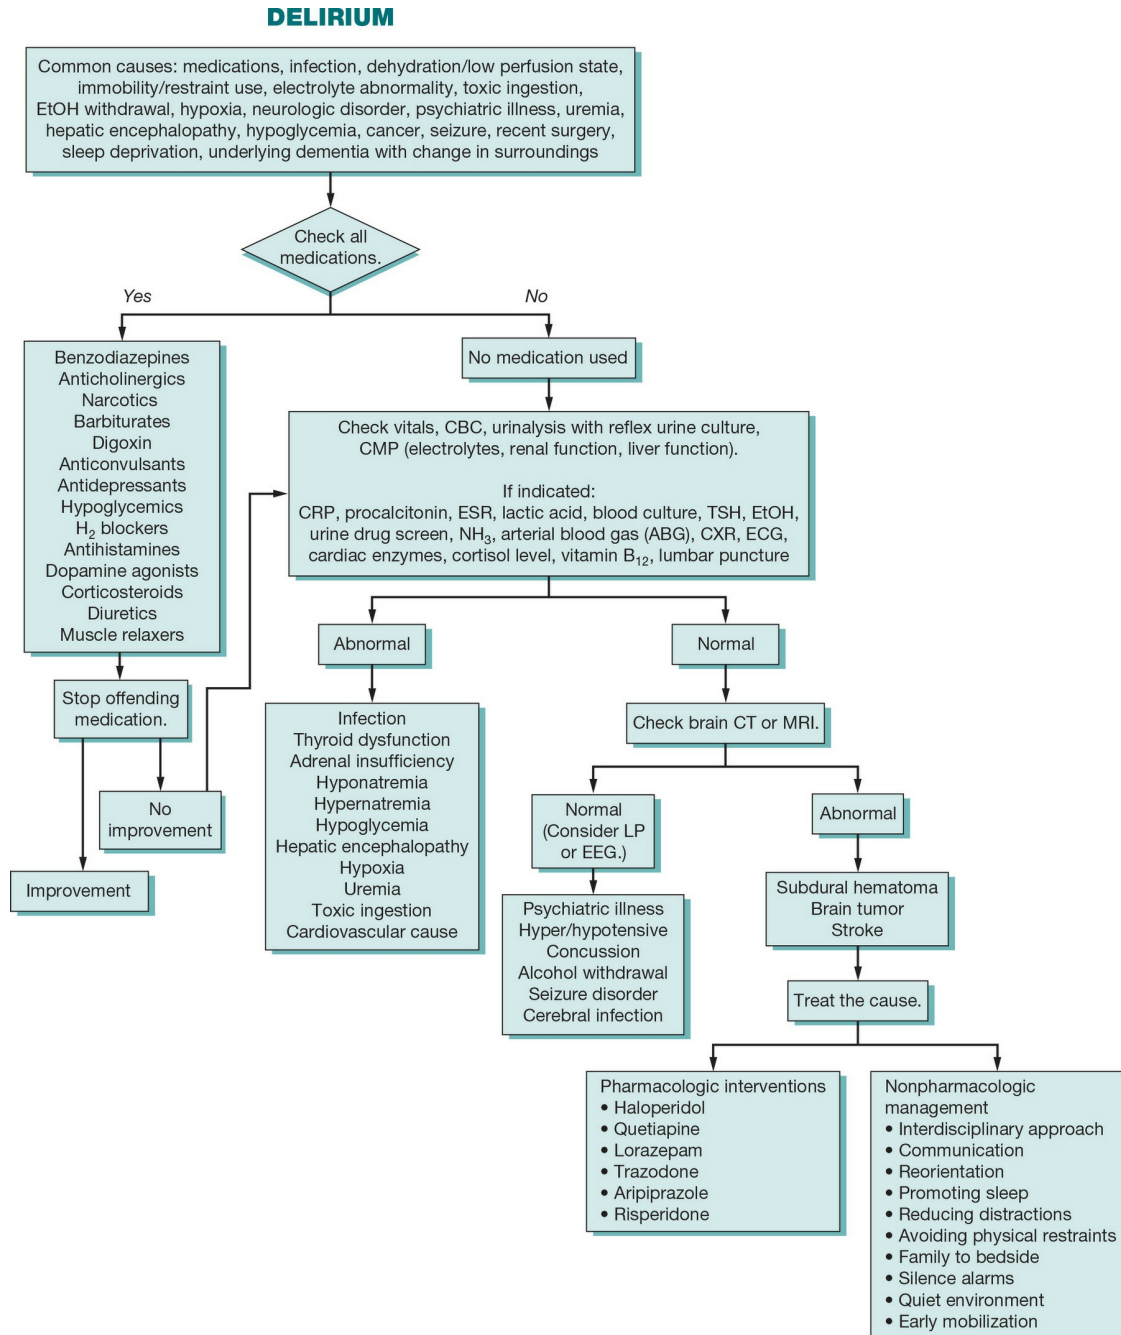 DELIRIUM
Common causes: medications, infection, dehydration/low perfusion state,
immobility/restraint use, electrolyte abnormality, toxic ingestion,
EtOH withdrawal, hypoxia, neurologic disorder, psychiatric illness, uremia,
hepatic encephalopathy, hypoglycemia, cancer, seizure, recent surgery,
sleep deprivation, underlying dementia with change in surroundings
Check all
medications.
Yes
No
Benzodiazepines
Anticholinergics
Narcotics
Barbiturates
Digoxin
Anticonvulsants
Antidepressants
Hypoglycemics
H₂ blockers
Antihistamines
Dopamine agonists
Corticosteroids
Diuretics
Muscle relaxers
No medication used
Check vitals, CBC, urinalysis with reflex urine culture,
CMP (electrolytes, renal function, liver function).
If indicated:
CRP, procalcitonin, ESR, lactic acid, blood culture, TSH, EtOH,
urine drug screen, NH₃, arterial blood gas (ABG), CXR, ECG,
cardiac enzymes, cortisol level, vitamin B₁₂, lumbar puncture
Stop offending
medication.
No
improvement
Improvement
Abnormal
Normal
Infection
Thyroid dysfunction
Adrenal insufficiency
Hyponatremia
Hypernatremia
Hypoglycemia
Hepatic encephalopathy
Hypoxia
Uremia
Toxic ingestion
Cardiovascular cause
Check brain CT or MRI.
Normal
(Consider LP
or EEG.)
Abnormal
Psychiatric illness
Hyper/hypotensive
Concussion
Alcohol withdrawal
Seizure disorder
Cerebral infection
Subdural hematoma
Brain tumor
Stroke
Treat the cause.
Pharmacologic interventions
• Haloperidol
• Quetiapine
• Lorazepam
• Trazodone
• Aripiprazole
• Risperidone
Nonpharmacologic
management
• Interdisciplinary approach
• Communication
• Reorientation
• Promoting sleep
• Reducing distractions
• Avoiding physical restraints
• Family to bedside
• Silence alarms
• Quiet environment
• Early mobilization